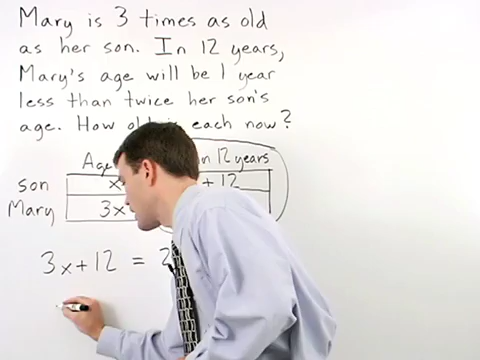 Mary is 3 times as old
as her son. In 12 years,
Mary's age will be 1 year
less than twice her son's
age. How old is each now?
Age in 12 years
son x + 12
Mary 3x
3x + 12 = 2